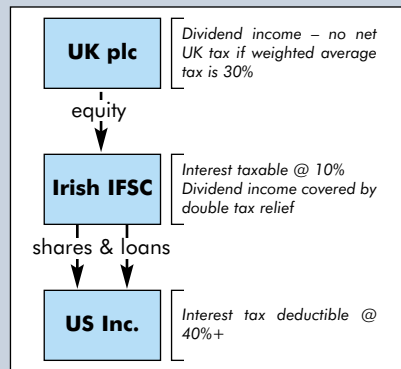 UK plc
Dividend income – no net
UK tax if weighted average
tax is 30%
equity
Irish IFSC
Interest taxable @ 10%
Dividend income covered by
double tax relief
shares & loans
US Inc.
Interest tax deductible @
40%+